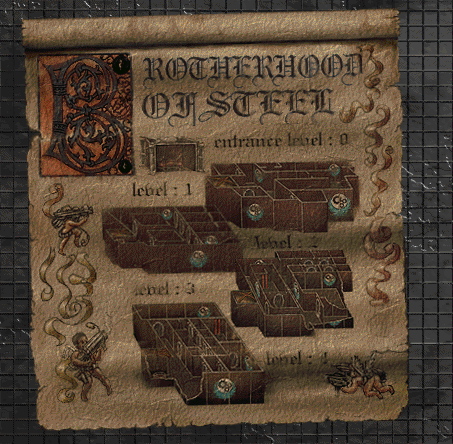 BROTHERHOOD
OF STEEL
entrance level : 0
level : 1
level : 2
level : 3
level : 4